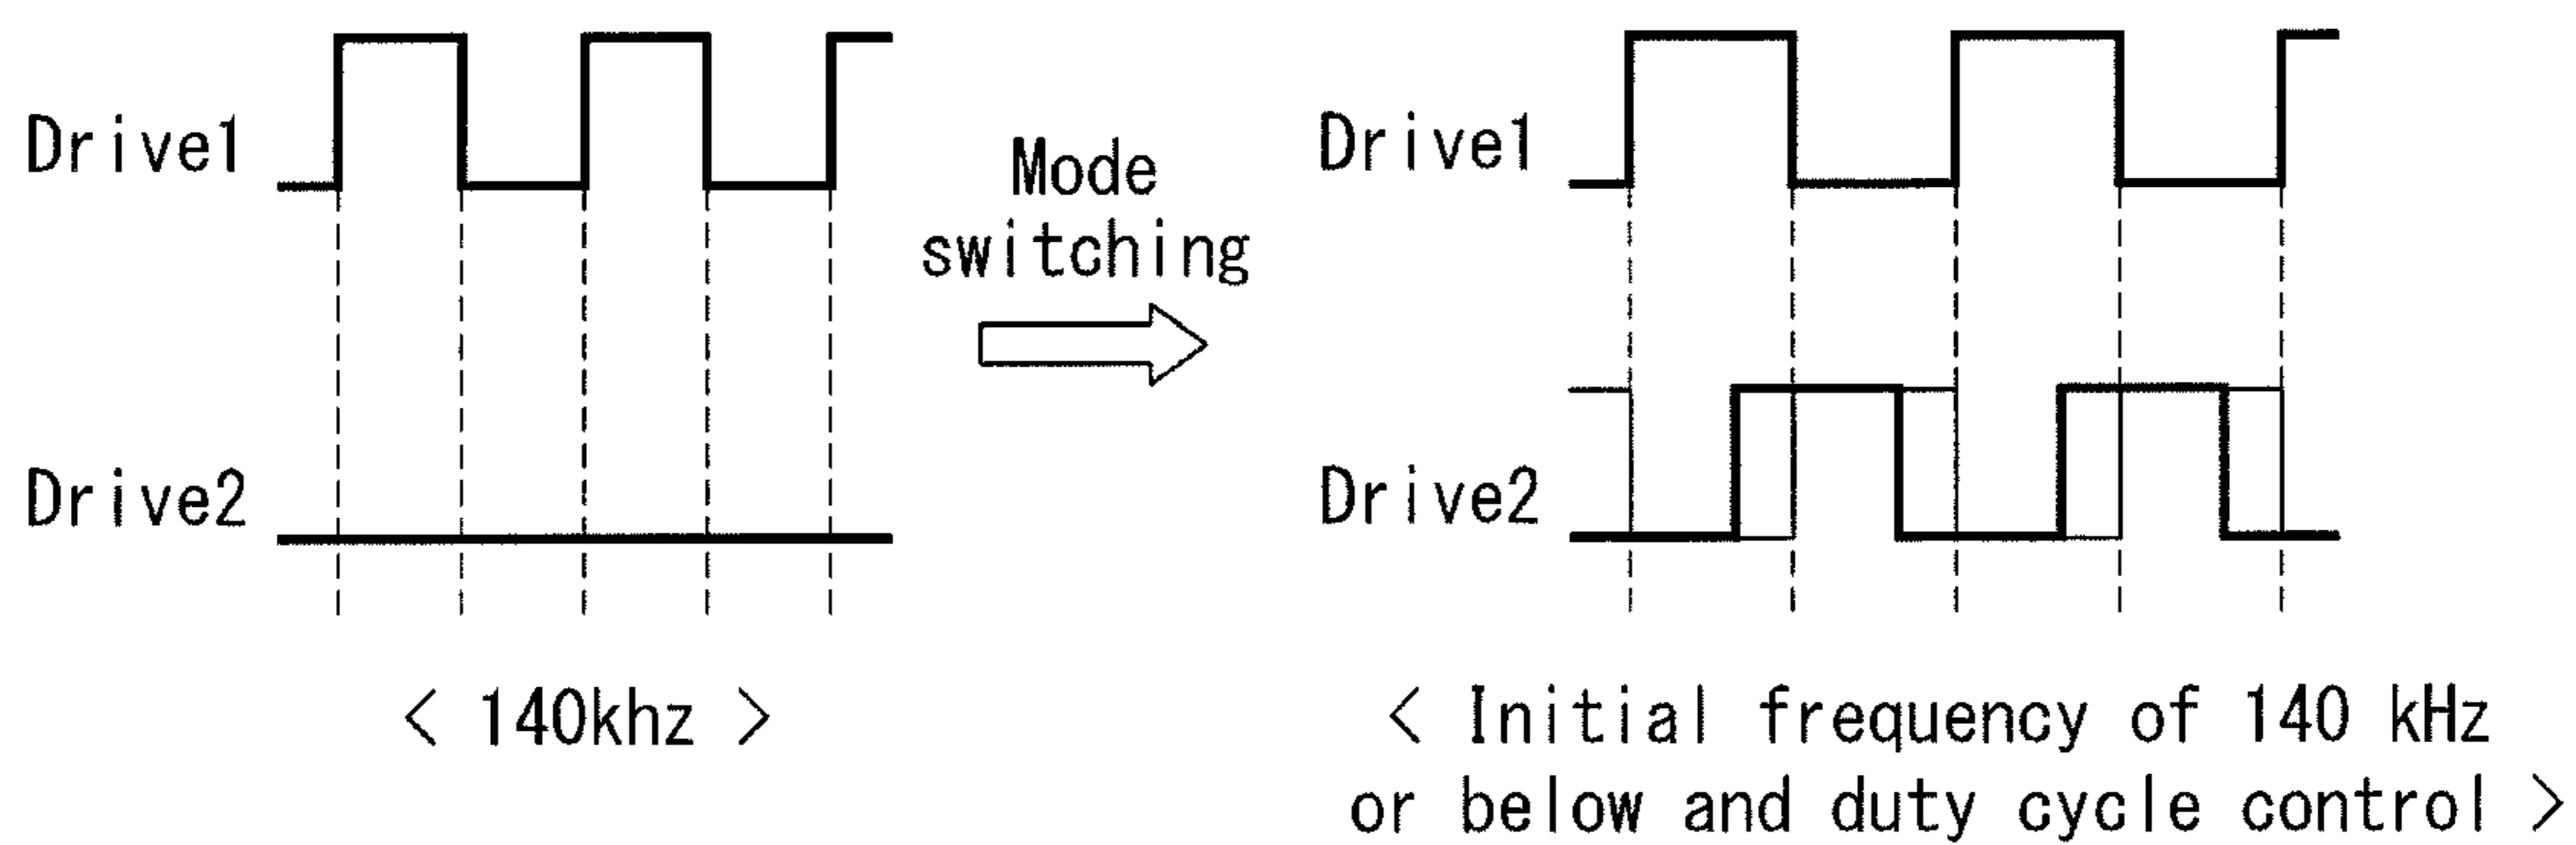 Drive1
Drive2
< 140khz >
Mode
switching
Drive1
Drive2
< Initial frequency of 140 kHz
or below and duty cycle control >